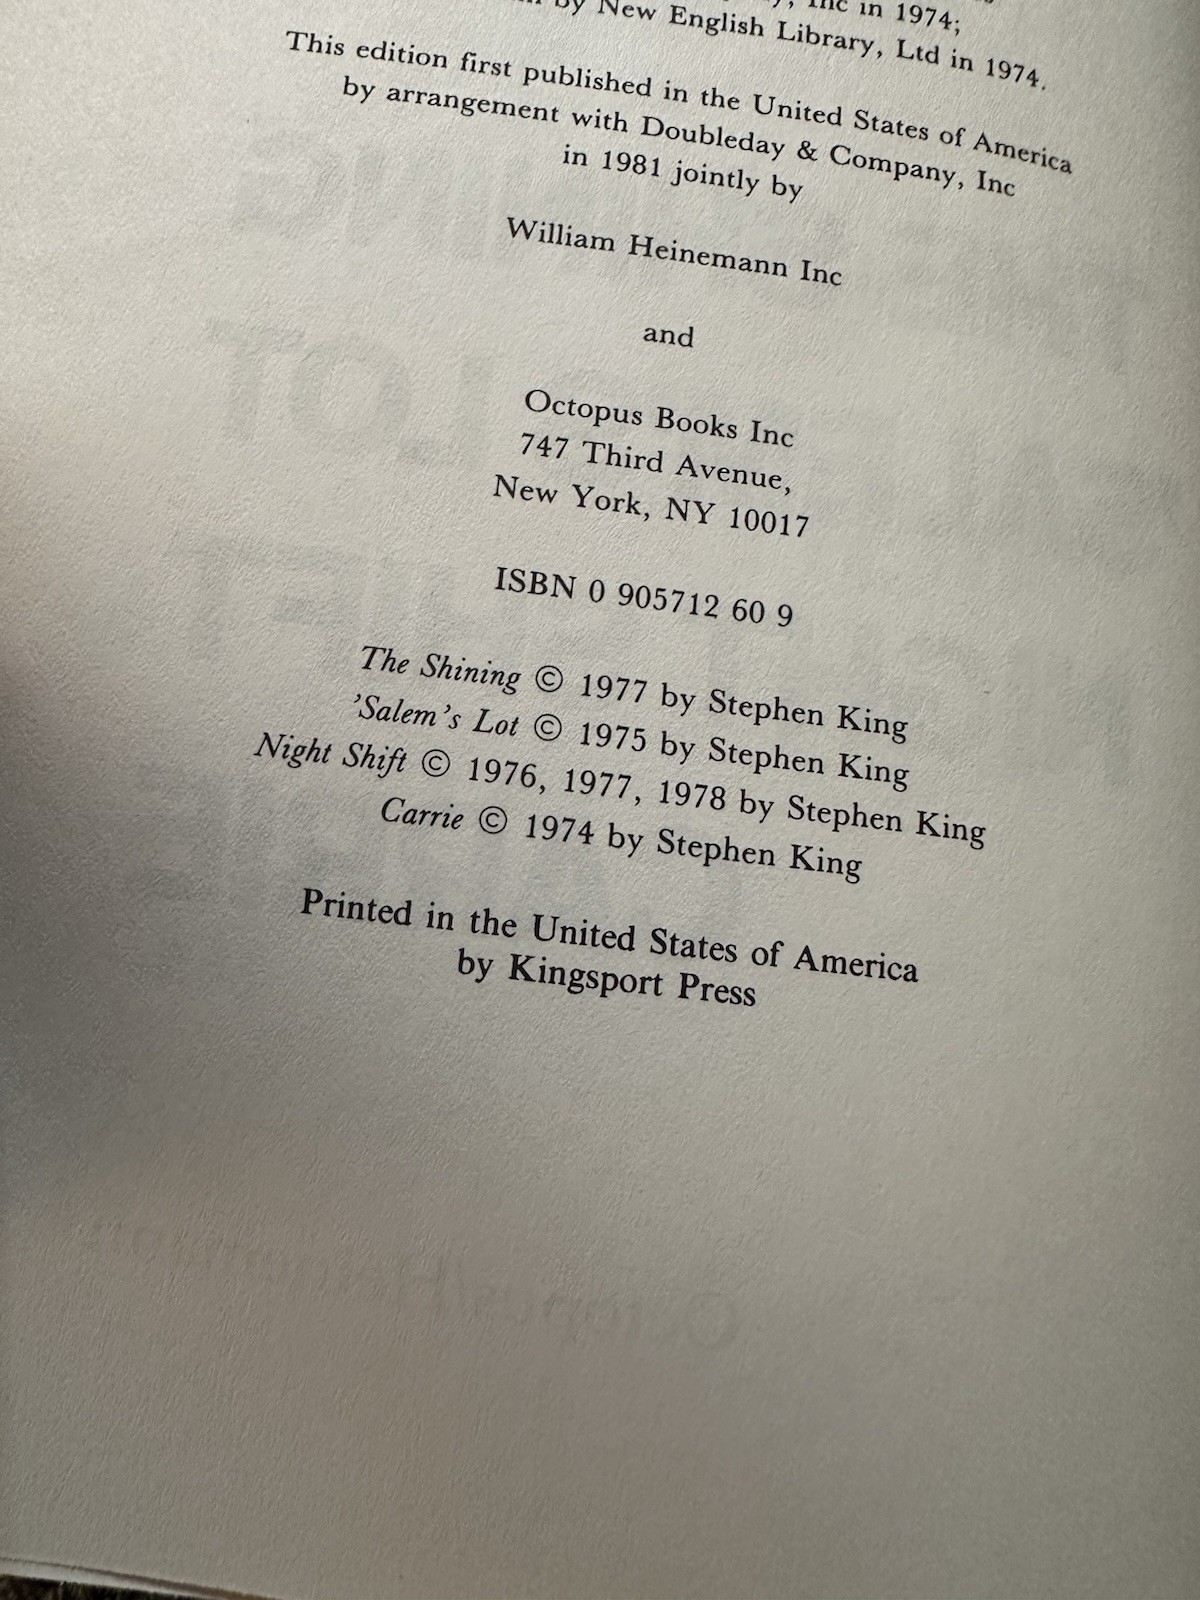 Inc in 1974;
by New English Library, Ltd in 1974.
This edition first published in the United States of America
by arrangement with Doubleday & Company, Inc
in 1981 jointly by
William Heinemann Inc
and
Octopus Books Inc
747 Third Avenue,
New York, NY 10017
ISBN 0 905712 60 9
The Shining © 1977 by Stephen King
'Salem's Lot © 1975 by Stephen King
Night Shift © 1976, 1977, 1978 by Stephen King
Carrie © 1974 by Stephen King
Printed in the United States of America
by Kingsport Press